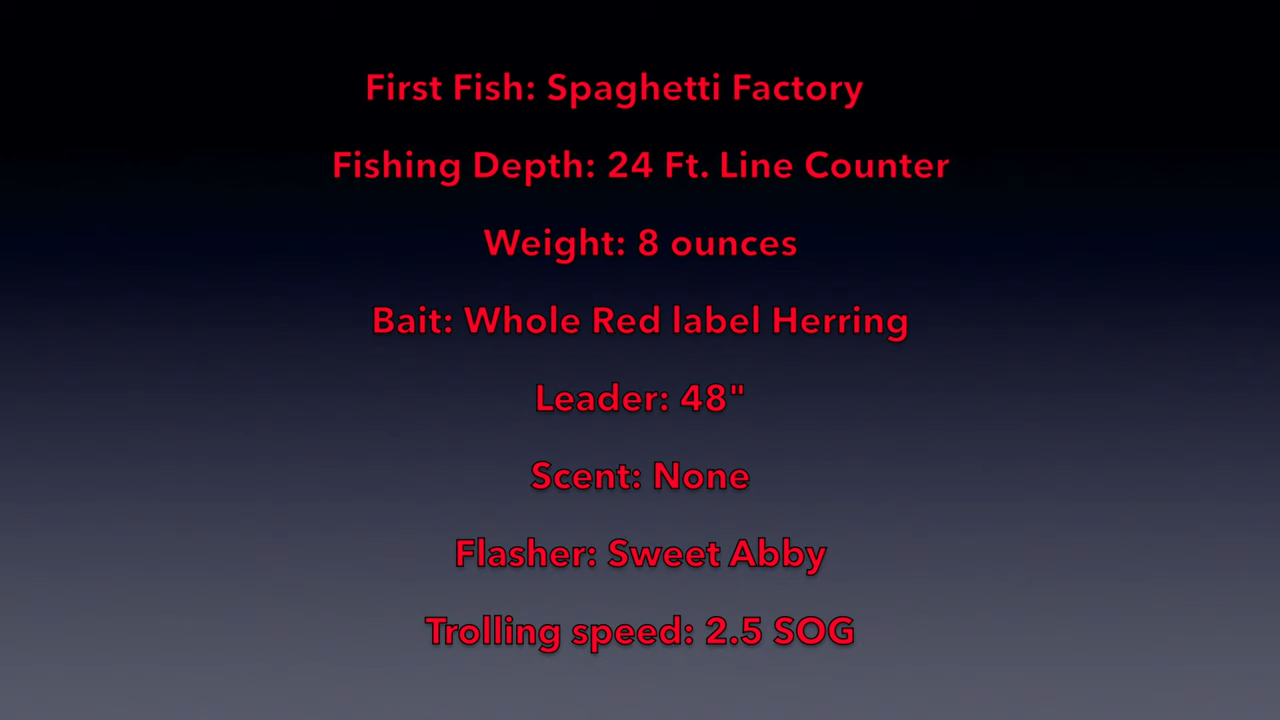 First Fish: Spaghetti Factory
Fishing Depth: 24 Ft. Line Counter
Weight: 8 ounces
Bait: Whole Red label Herring
Leader: 48"
Scent: None
Flasher: Sweet Abby
Trolling speed: 2.5 SOG